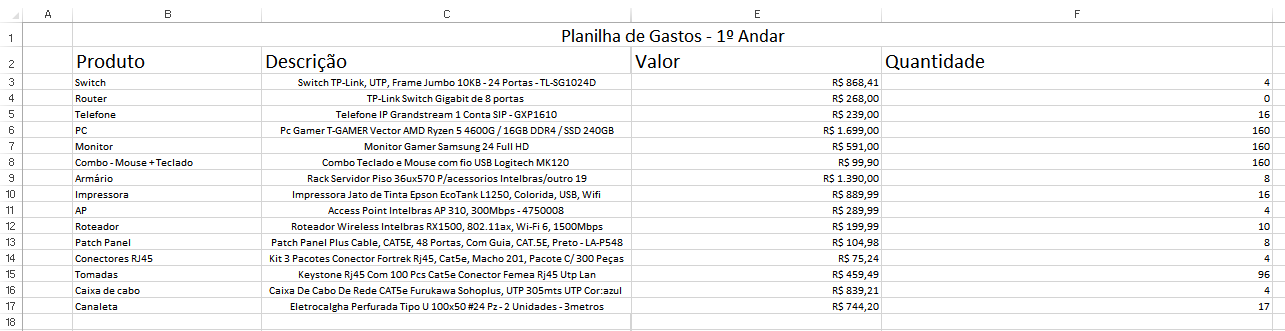 A B C E F
1 Planilha de Gastos - 1º Andar
2 Produto Descrição Valor Quantidade
3 Switch Switch TP-Link, UTP, Frame Jumbo 10KB - 24 Portas - TL-SG1024D R$ 868,41 4
4 Router TP-Link Switch Gigabit de 8 portas R$ 268,00 0
5 Telefone Telefone IP Grandstream 1 Conta SIP - GXP1610 R$ 239,00 16
6 PC Pc Gamer T-GAMER Vector AMD Ryzen 5 4600G / 16GB DDR4 / SSD 240GB R$ 1.699,00 160
7 Monitor Monitor Gamer Samsung 24 Full HD R$ 591,00 160
8 Combo - Mouse + Teclado Combo Teclado e Mouse com fio USB Logitech MK120 R$ 99,90 160
9 Armário Rack Servidor Piso 36ux570 P/acessorios Intelbras/outro 19 R$ 1.390,00 8
10 Impressora Impressora Jato de Tinta Epson EcoTank L1250, Colorida, USB, Wifi R$ 889,99 16
11 AP Access Point Intelbras AP 310, 300Mbps - 4750008 R$ 289,99 4
12 Roteador Roteador Wireless Intelbras RX1500, 802.11ax, Wi-Fi 6, 1500Mbps R$ 199,99 10
13 Patch Panel Patch Panel Plus Cable, CAT5E, 48 Portas, Com Guia, CAT.5E, Preto - LA-P548 R$ 104,98 8
14 Conectores RJ45 Kit 3 Pacotes Conector Fortrek Rj45, Cat5e, Macho 201, Pacote C/ 300 Peças R$ 75,24 4
15 Tomadas Keystone Rj45 Com 100 Pcs Cat5e Conector Femea Rj45 Utp Lan R$ 459,49 96
16 Caixa de cabo Caixa De Cabo De Rede CAT5e Furukawa Sohoplus, UTP 305mts UTP Cor:azul R$ 839,21 4
17 Canaleta Eletrocalgha Perfurada Tipo U 100x50 #24 Pz - 2 Unidades - 3metros R$ 744,20 17
18